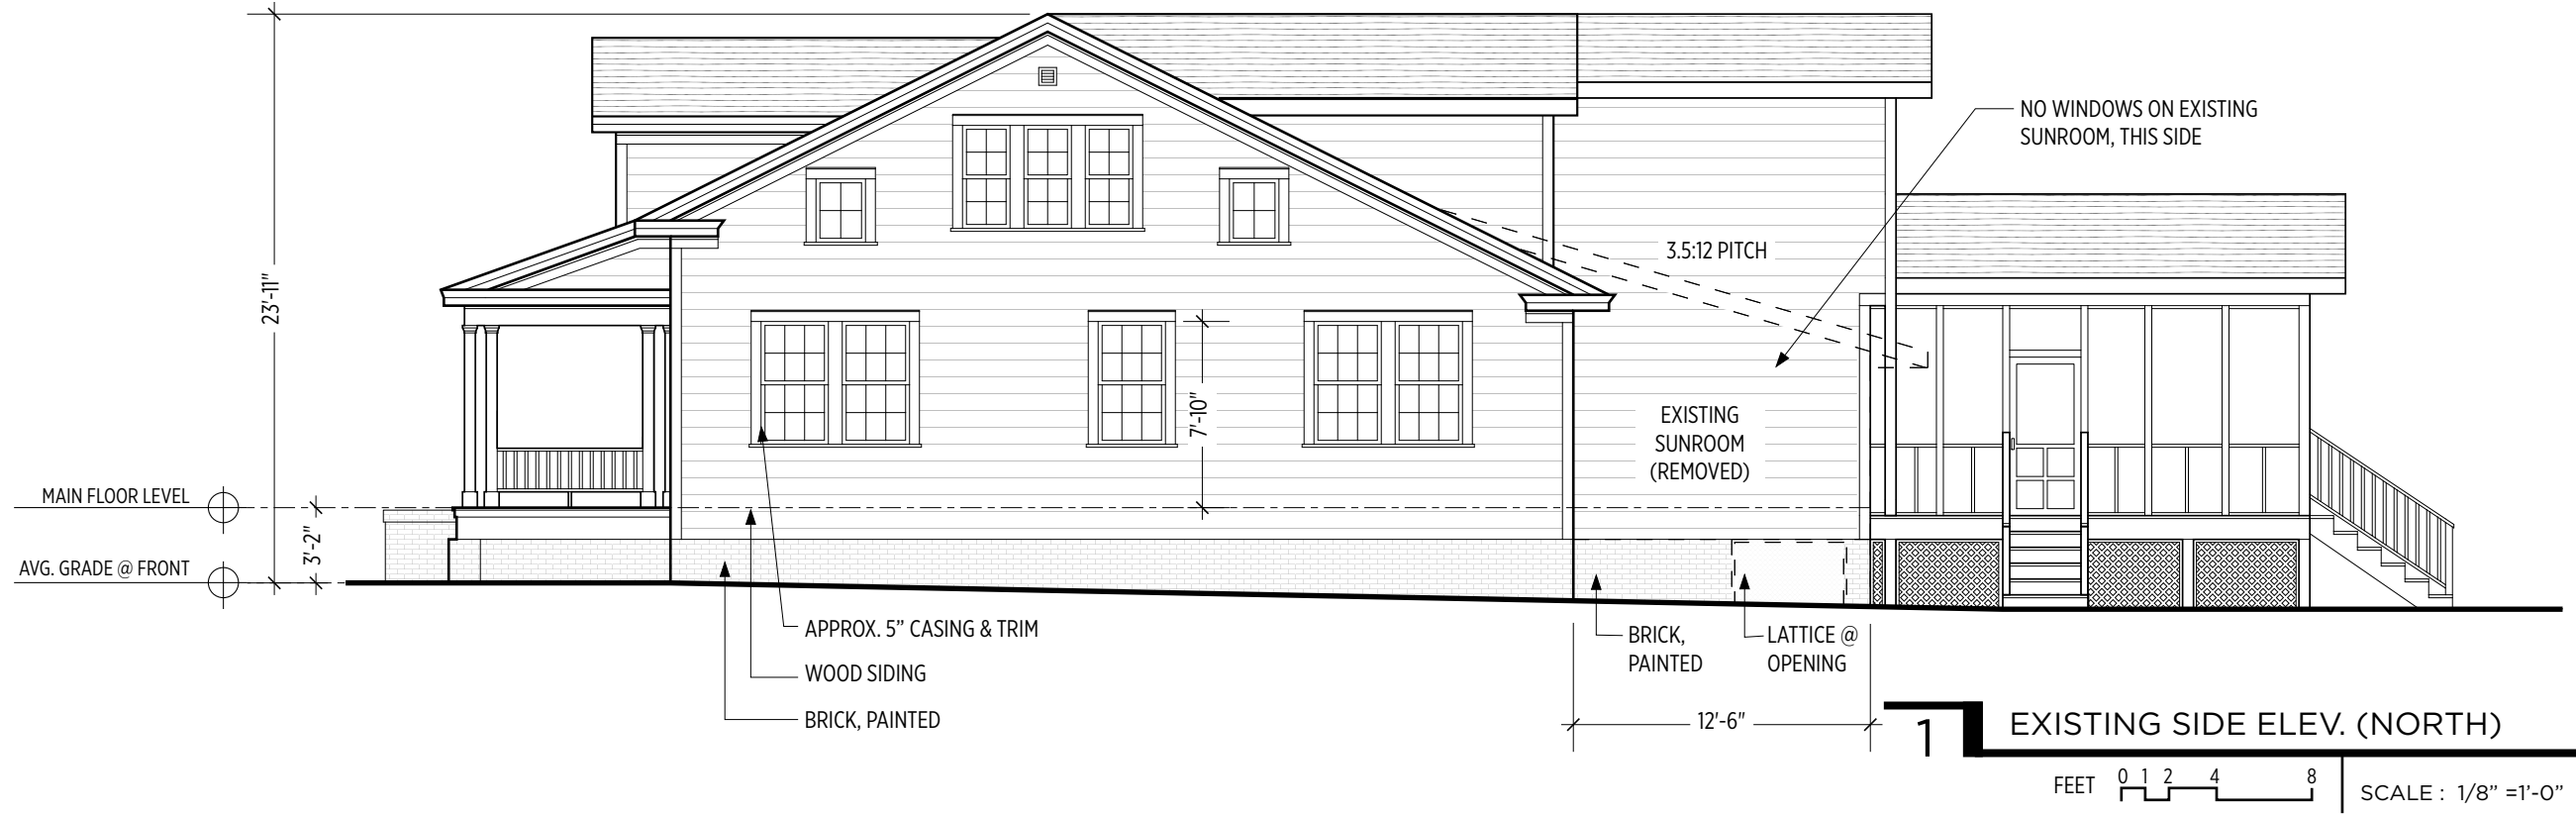 NO WINDOWS ON EXISTING
SUNROOM, THIS SIDE
3.5:12 PITCH
23'-11"
7'-10"
EXISTING
SUNROOM
(REMOVED)
MAIN FLOOR LEVEL
3'-2"
AVG. GRADE @ FRONT
APPROX. 5” CASING & TRIM
WOOD SIDING
BRICK, PAINTED
BRICK,
PAINTED
LATTICE @
OPENING
12'-6"
1
EXISTING SIDE ELEV. (NORTH)
FEET 0 1 2 4 8
SCALE : 1/8” =1’-0”